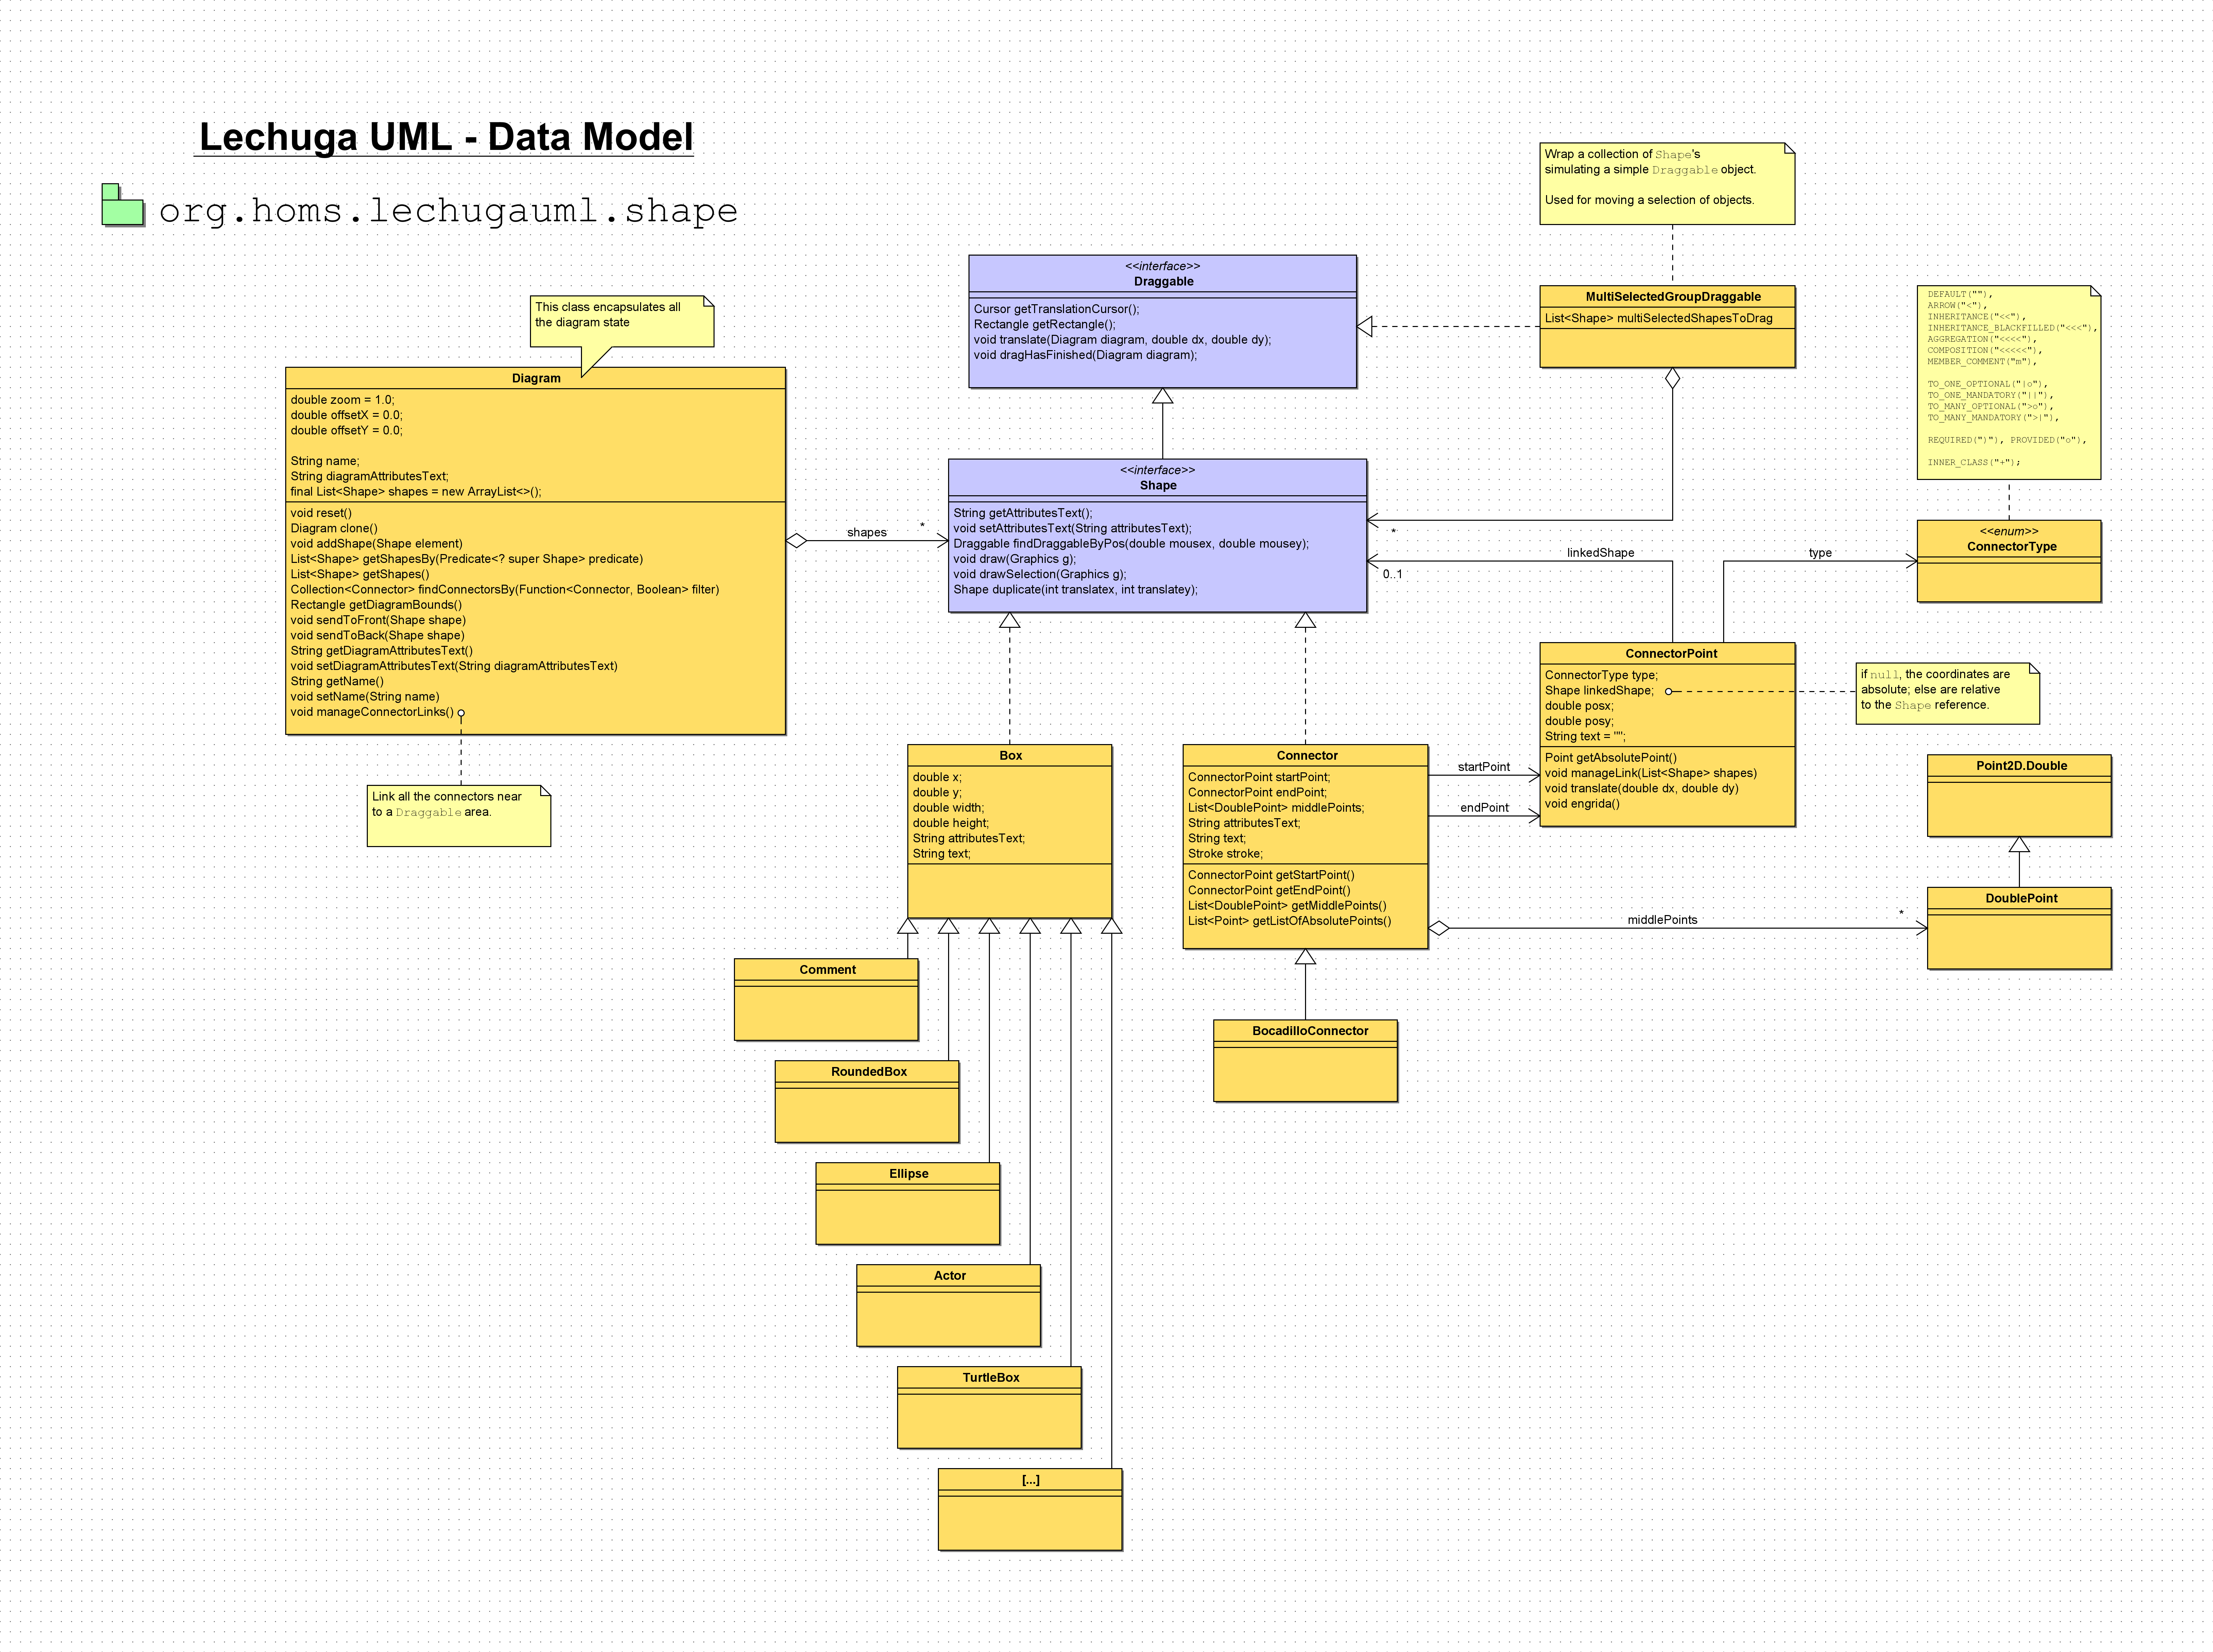 Lechuga UML - Data Model
org.homs.lechugauml.shape
Wrap a collection of Shape's
simulating a simple Draggable object.
Used for moving a selection of objects.
<<interface>>
Draggable
Cursor getTranslationCursor();
Rectangle getRectangle();
void translate(Diagram diagram, double dx, double dy);
void dragHasFinished(Diagram diagram);
MultiSelectedGroupDraggable
List<Shape> multiSelectedShapesToDrag
DEFAULT(""),
ARROW("<"),
INHERITANCE("<<"),
INHERITANCE_BLACKFILLED("<<<"),
AGGREGATION("<<<<"),
COMPOSITION("<<<<<"),
MEMBER_COMMENT("m"),
TO_ONE_OPTIONAL("|o"),
TO_ONE_MANDATORY("||"),
TO_MANY_OPTIONAL(">o"),
TO_MANY_MANDATORY(">|"),
REQUIRED(")"), PROVIDED("o"),
INNER_CLASS("+");
This class encapsulates all
the diagram state
Diagram
double zoom = 1.0;
double offsetX = 0.0;
double offsetY = 0.0;
String name;
String diagramAttributesText;
final List<Shape> shapes = new ArrayList<>();
void reset()
Diagram clone()
void addShape(Shape element)
List<Shape> getShapesBy(Predicate<? super Shape> predicate)
List<Shape> getShapes()
Collection<Connector> findConnectorsBy(Function<Connector, Boolean> filter)
Rectangle getDiagramBounds()
void sendToFront(Shape shape)
void sendToBack(Shape shape)
String getDiagramAttributesText()
void setDiagramAttributesText(String diagramAttributesText)
String getName()
void setName(String name)
void manageConnectorLinks()
shapes
*
<<interface>>
Shape
String getAttributesText();
void setAttributesText(String attributesText);
Draggable findDraggableByPos(double mousex, double mousey);
void draw(Graphics g);
void drawSelection(Graphics g);
Shape duplicate(int translatex, int translatey);
*
linkedShape
0..1
type
<<enum>>
ConnectorType
ConnectorPoint
ConnectorType type;
Shape linkedShape;
double posx;
double posy;
String text = "";
Point getAbsolutePoint()
void manageLink(List<Shape> shapes)
void translate(double dx, double dy)
void engrida()
if null, the coordinates are
absolute; else are relative
to the Shape reference.
Link all the connectors near
to a Draggable area.
Box
double x;
double y;
double width;
double height;
String attributesText;
String text;
Connector
ConnectorPoint startPoint;
ConnectorPoint endPoint;
List<DoublePoint> middlePoints;
String attributesText;
String text;
Stroke stroke;
ConnectorPoint getStartPoint()
ConnectorPoint getEndPoint()
List<DoublePoint> getMiddlePoints()
List<Point> getListOfAbsolutePoints()
startPoint
endPoint
Point2D.Double
middlePoints
*
DoublePoint
Comment
BocadilloConnector
RoundedBox
Ellipse
Actor
TurtleBox
[...]